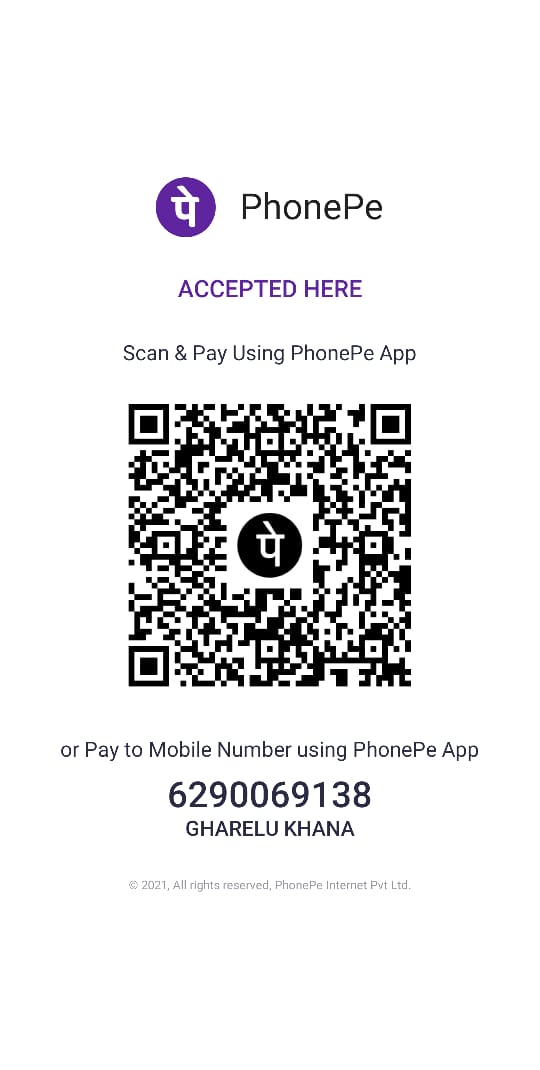 पे PhonePe
ACCEPTED HERE
Scan & Pay Using PhonePe App
पे
or Pay to Mobile Number using PhonePe App
6290069138
GHARELU KHANA
© 2021, All rights reserved, PhonePe Internet Pvt Ltd.